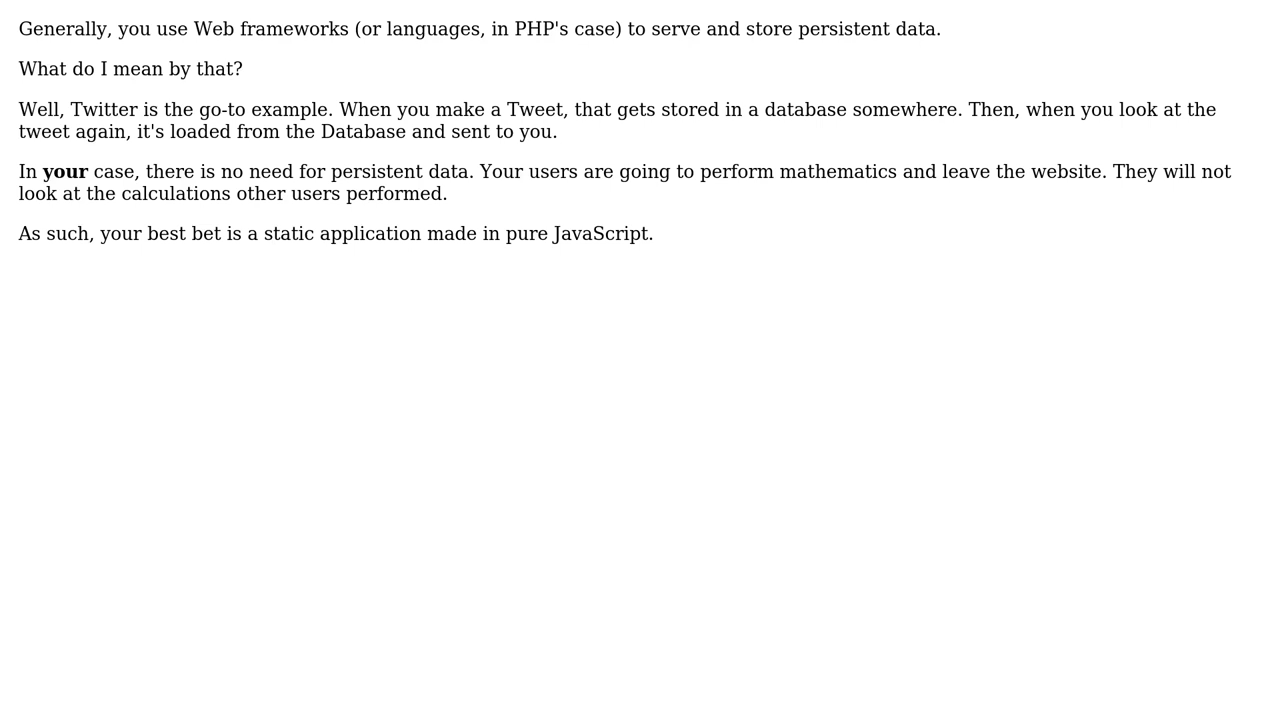 Generally, you use Web frameworks (or languages, in PHP's case) to serve and store persistent data.
What do I mean by that?
Well, Twitter is the go-to example. When you make a Tweet, that gets stored in a database somewhere. Then, when you look at the
tweet again, it's loaded from the Database and sent to you.
In your case, there is no need for persistent data. Your users are going to perform mathematics and leave the website. They will not
look at the calculations other users performed.
As such, your best bet is a static application made in pure JavaScript.